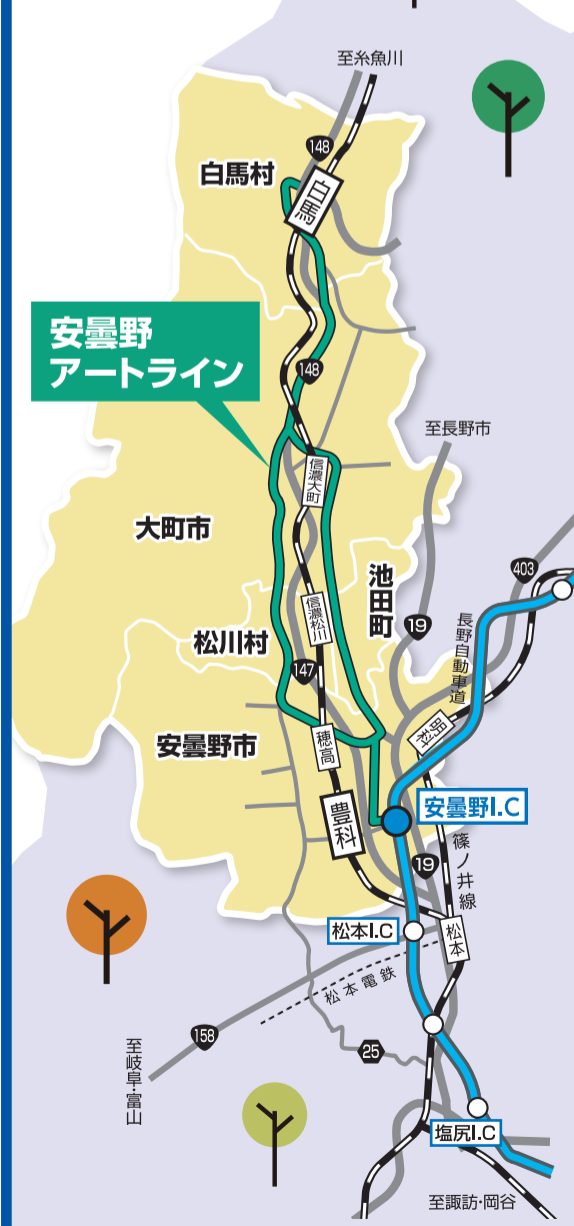 至糸魚川
148
白馬村
白馬
安曇野
アートライン
148
至長野市
信濃大町
大町市
池田町
403
信濃松川
19
長野自動車道
松川村
147
明科
安曇野市
穂高
豊科
安曇野I.C
19
篠ノ井線
松本I.C
松本
松本電鉄
158
25
至岐阜・富山
塩尻I.C
至諏訪・岡谷